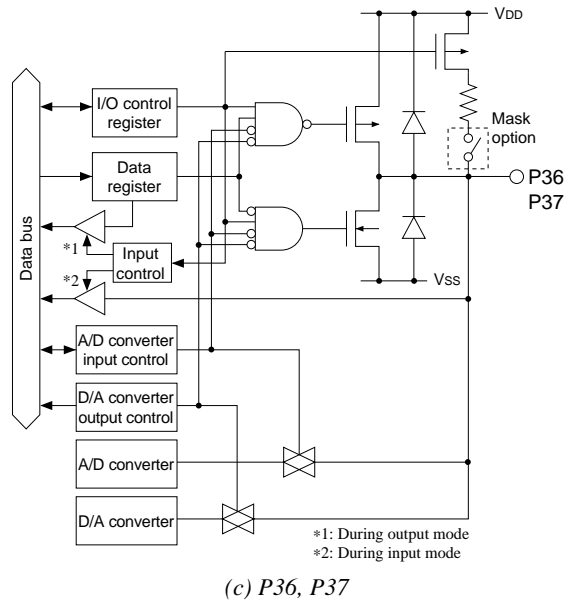 VDD
I/O control
register
Mask
option
Data
register
P36
P37
Data bus
*1
Input
control
*2
VSS
A/D converter
input control
D/A converter
output control
A/D converter
D/A converter
*1: During output mode
*2: During input mode
(c) P36, P37